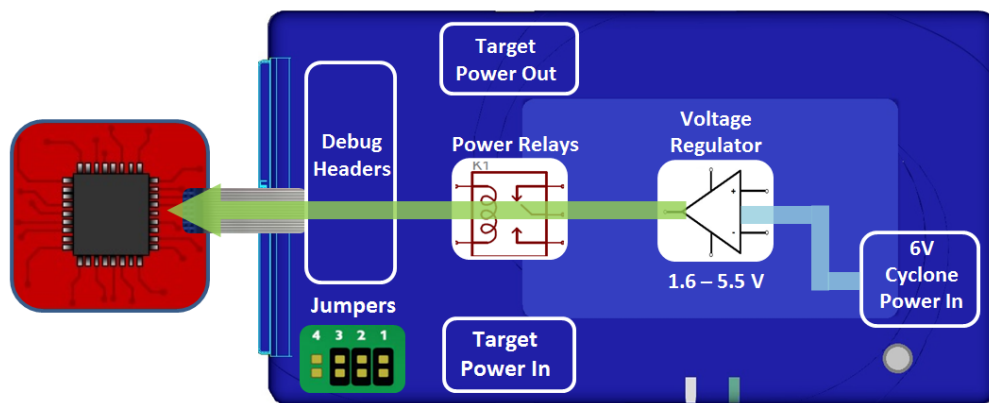 Target
Power Out
Debug
Headers
Power Relays
K1
Voltage
Regulator
+
-
1.6 – 5.5 V
6V
Cyclone
Power In
Jumpers
4 3 2 1
Target
Power In